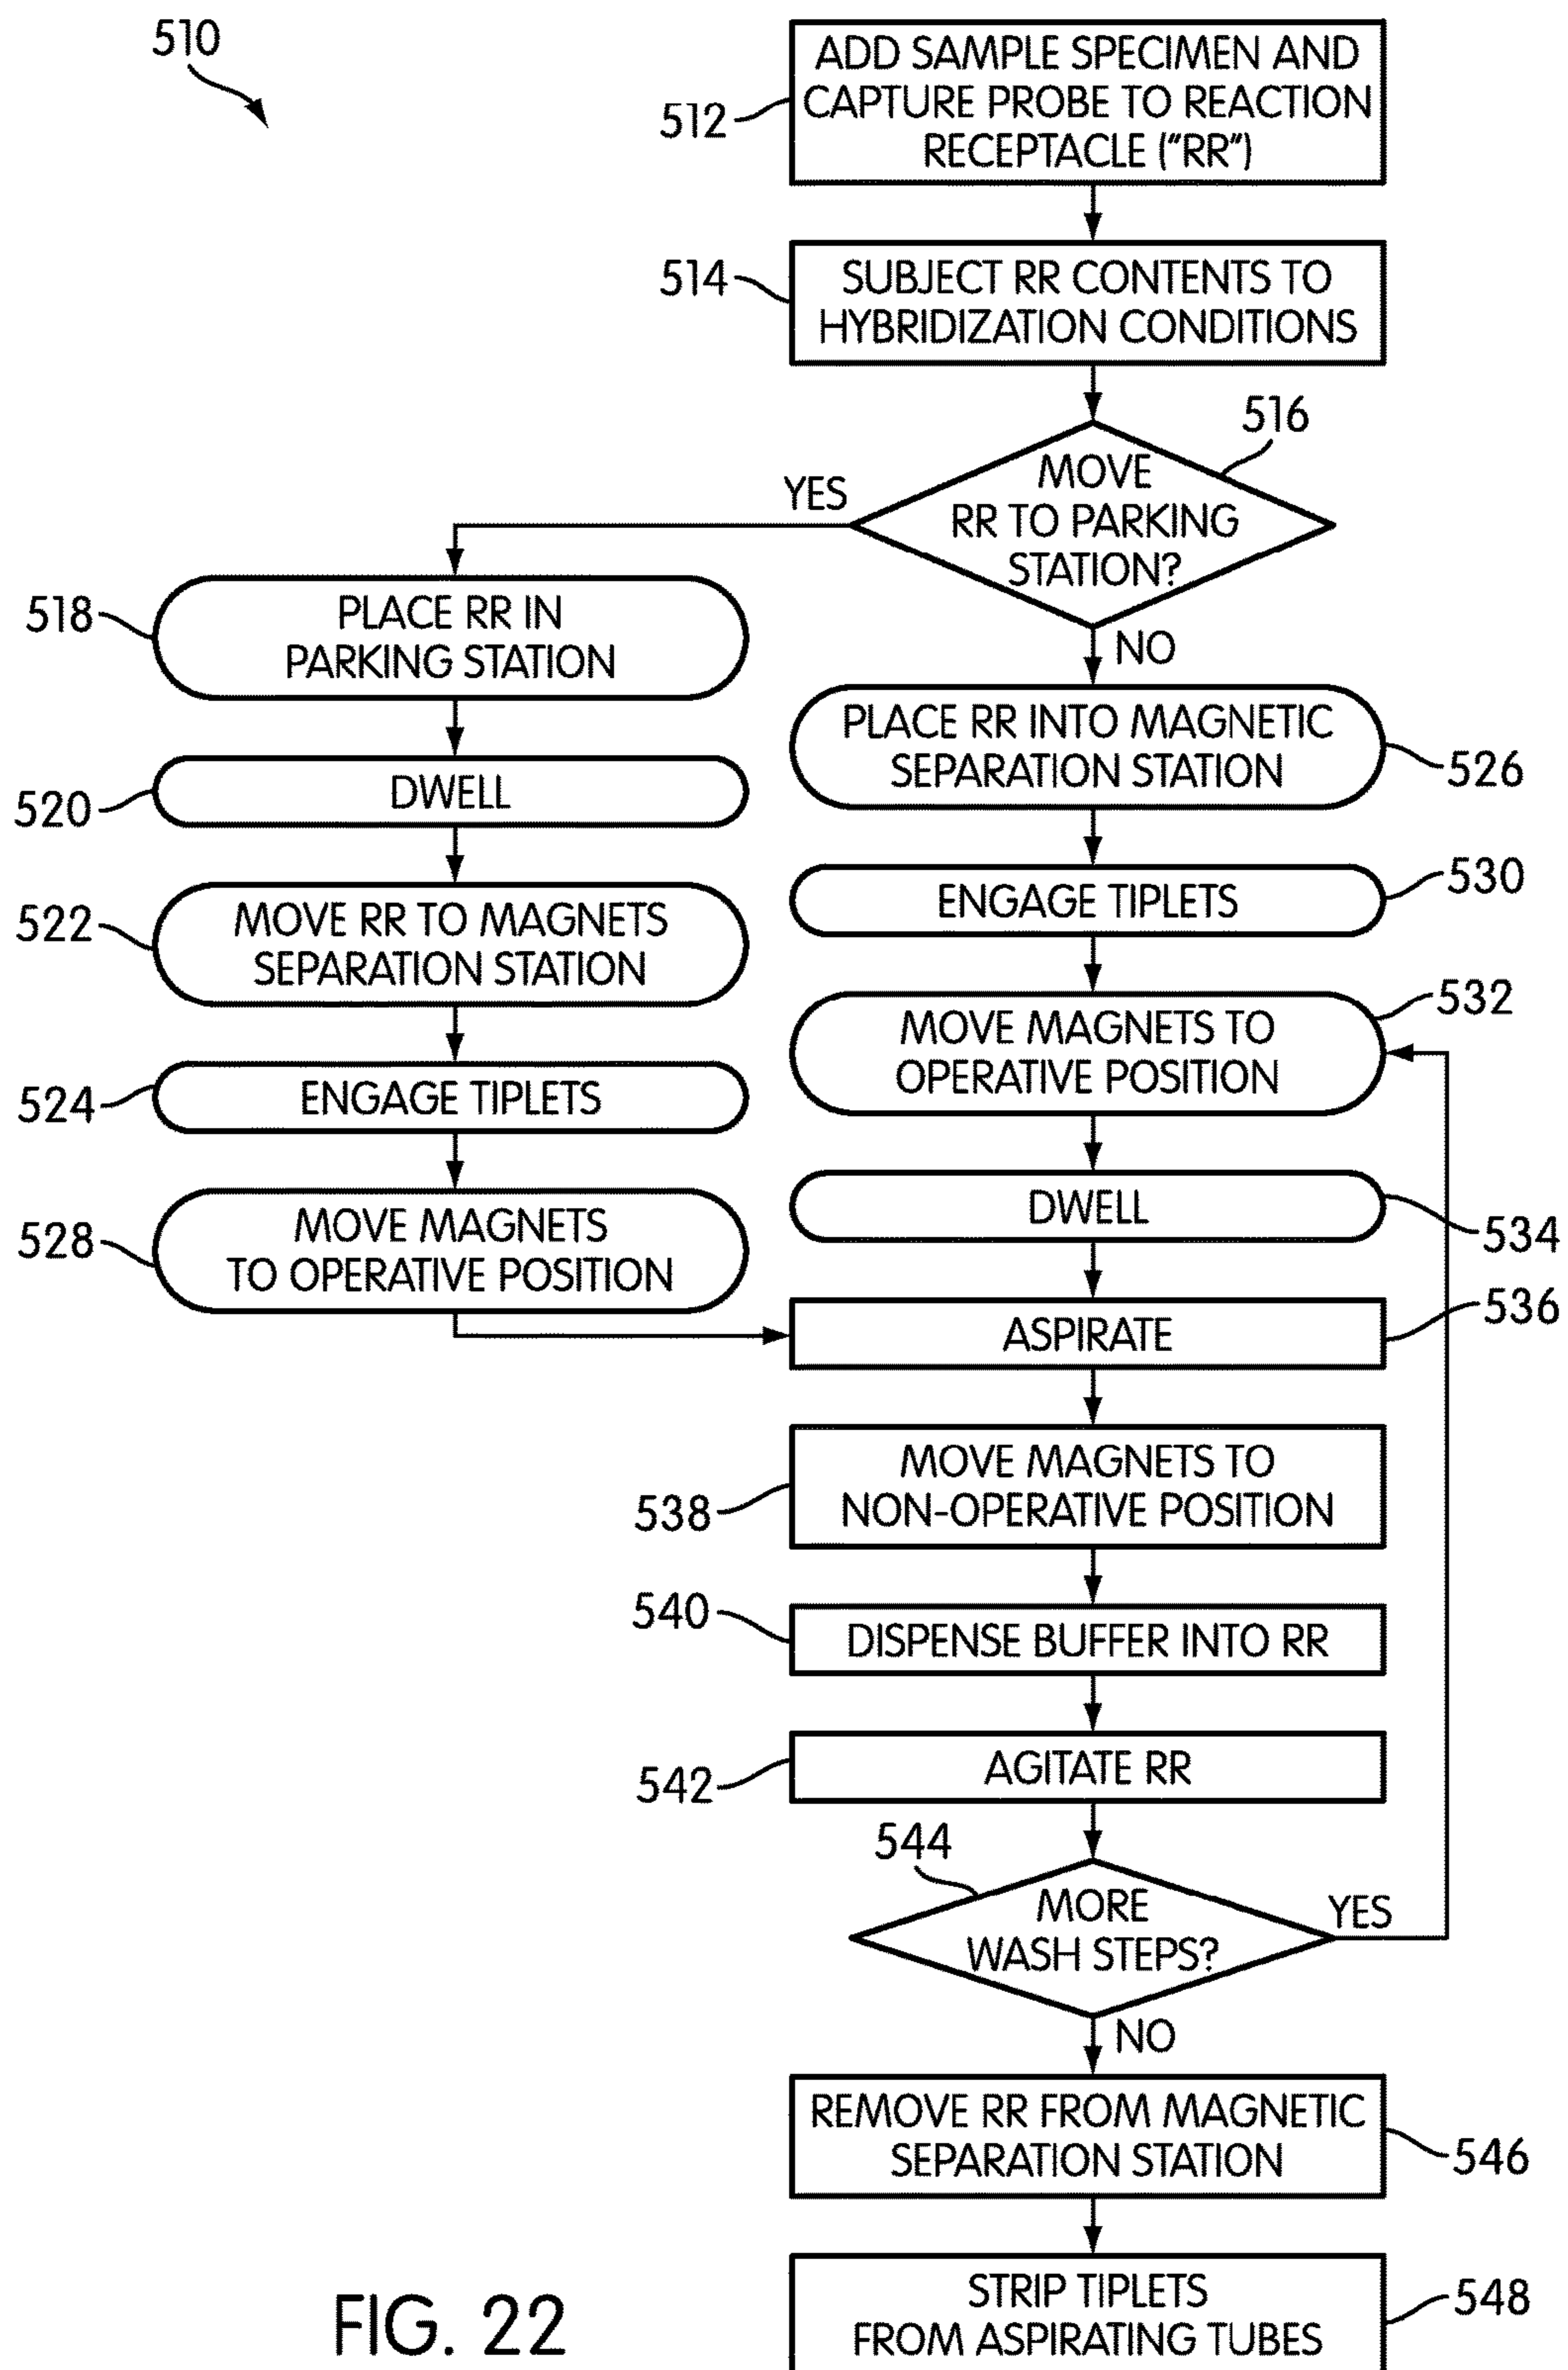 510
512
ADD SAMPLE SPECIMEN AND
CAPTURE PROBE TO REACTION
RECEPTACLE ("RR")
514
SUBJECT RR CONTENTS TO
HYBRIDIZATION CONDITIONS
516
MOVE
RR TO PARKING
STATION?
YES
NO
518
PLACE RR IN
PARKING STATION
520
DWELL
522
MOVE RR TO MAGNETS
SEPARATION STATION
524
ENGAGE TIPLETS
528
MOVE MAGNETS
TO OPERATIVE POSITION
PLACE RR INTO MAGNETIC
SEPARATION STATION
526
ENGAGE TIPLETS
530
MOVE MAGNETS TO
OPERATIVE POSITION
532
DWELL
534
ASPIRATE
536
MOVE MAGNETS TO
NON-OPERATIVE POSITION
538
540
DISPENSE BUFFER INTO RR
542
AGITATE RR
544
MORE
WASH STEPS?
YES
NO
REMOVE RR FROM MAGNETIC
SEPARATION STATION
546
STRIP TIPLETS
FROM ASPIRATING TUBES
548
FIG. 22